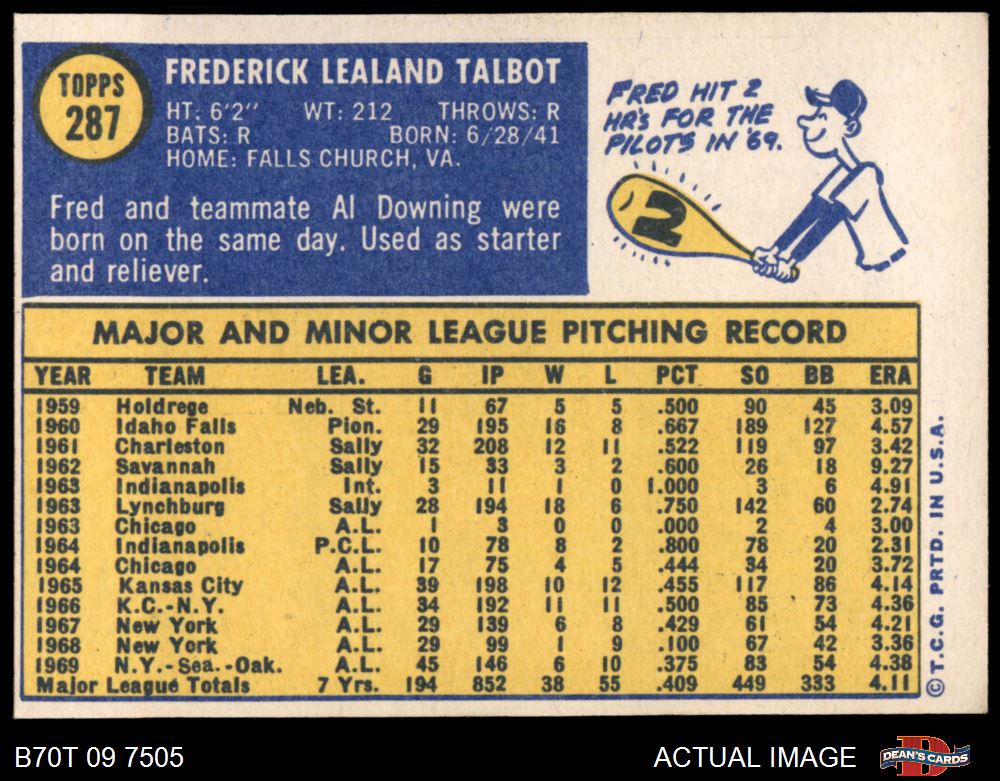 TOPPS
287
FREDERICK LEALAND TALBOT
HT: 6'2" WT: 212 THROWS: R
BATS: R BORN: 6/28/41
HOME: FALLS CHURCH, VA.
Fred and teammate Al Downing were
born on the same day. Used as starter
and reliever.
FRED HIT 2
HR'S FOR THE
PILOTS IN '69.
2
MAJOR AND MINOR LEAGUE PITCHING RECORD
YEAR TEAM LEA. G IP W L PCT SO BB ERA
1959 Holdrege Neb. St. 11 67 5 5 .500 90 45 3.09
1960 Idaho Falls Pion. 29 195 16 8 .667 189 127 4.57
1961 Charleston Sally 32 208 12 11 .522 119 97 3.42
1962 Savannah Sally 15 33 3 2 .600 26 18 9.27
1963 Indianapolis Int. 3 11 1 0 1.000 3 6 4.91
1963 Lynchburg Sally 28 194 18 6 .750 142 60 2.74
1963 Chicago A.L. 1 3 0 0 .000 2 4 3.00
1964 Indianapolis P.C.L. 10 78 8 2 .800 78 20 2.31
1964 Chicago A.L. 17 75 4 5 .444 34 20 3.72
1965 Kansas City A.L. 39 198 10 12 .455 117 86 4.14
1966 K.C.-N.Y. A.L. 34 192 11 11 .500 85 73 4.36
1967 New York A.L. 29 139 6 8 .429 61 54 4.21
1968 New York A.L. 29 99 1 9 .100 67 42 3.36
1969 N.Y.-Sea.-Oak. A.L. 45 146 6 10 .375 83 54 4.38
Major League Totals 7 Yrs. 194 852 38 55 .409 449 333 4.11
©T.C.G. PRTD. IN U.S.A.
B70T 09 7505
ACTUAL IMAGE
DEAN'S CARDS